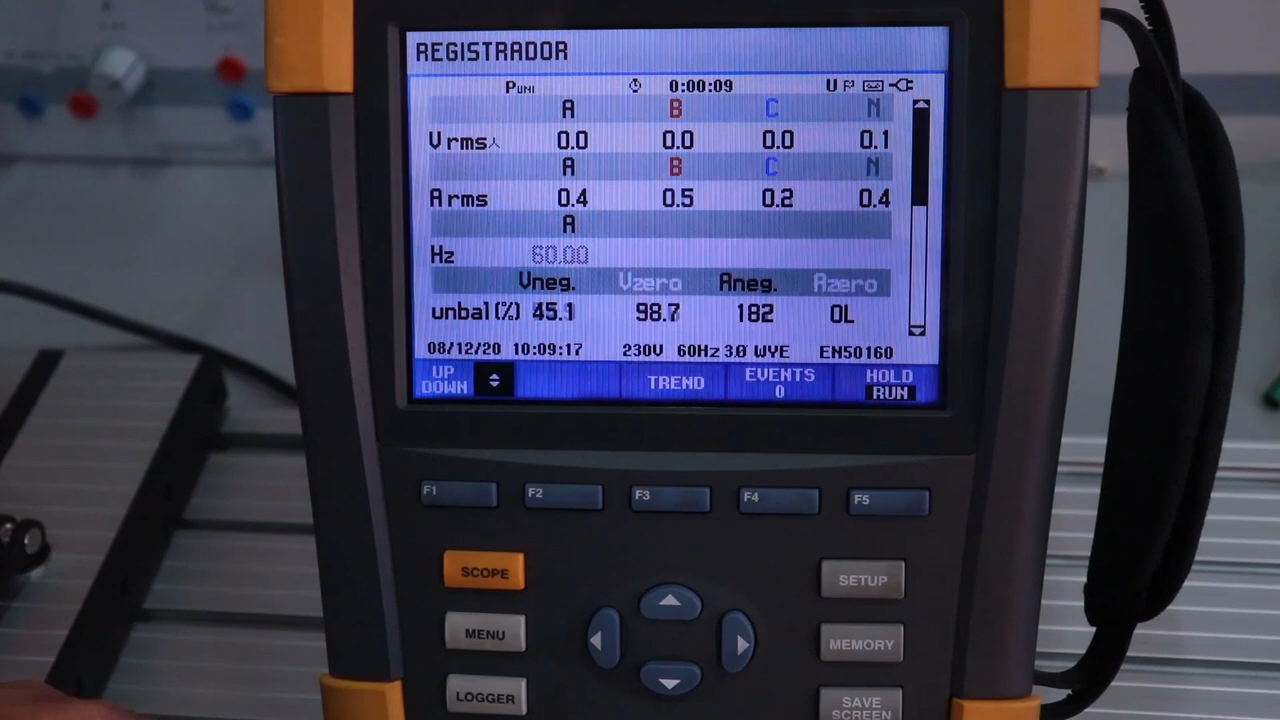 REGISTRADOR
PUNI 0:00:09 U
A B C N
Vrms 0.0 0.0 0.0 0.1
A B C N
Arms 0.4 0.5 0.2 0.4
A
Hz 60.00
Vneg. Vzero Aneg. Azero
unbal(%) 45.1 98.7 182 OL
08/12/20 10:09:17 230V 60Hz 3Ø WYE EN50160
UP DOWN TREND EVENTS 0 HOLD RUN
F1 F2 F3 F4 F5
SCOPE SETUP
MENU MEMORY
LOGGER SAVE SCREEN